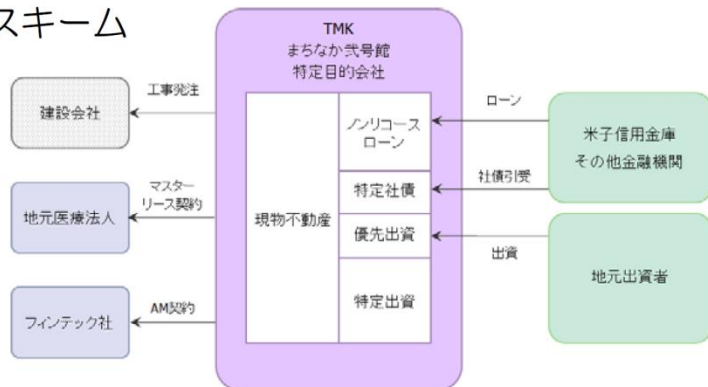 スキーム
TMK
まちなか弐号館
特定目的会社
建設会社
工事発注
地元医療法人
マスター
リース契約
フィンテック社
AM契約
現物不動産
ノンリコース
ローン
特定社債
優先出資
特定出資
ローン
社債引受
出資
米子信用金庫
その他金融機関
地元出資者